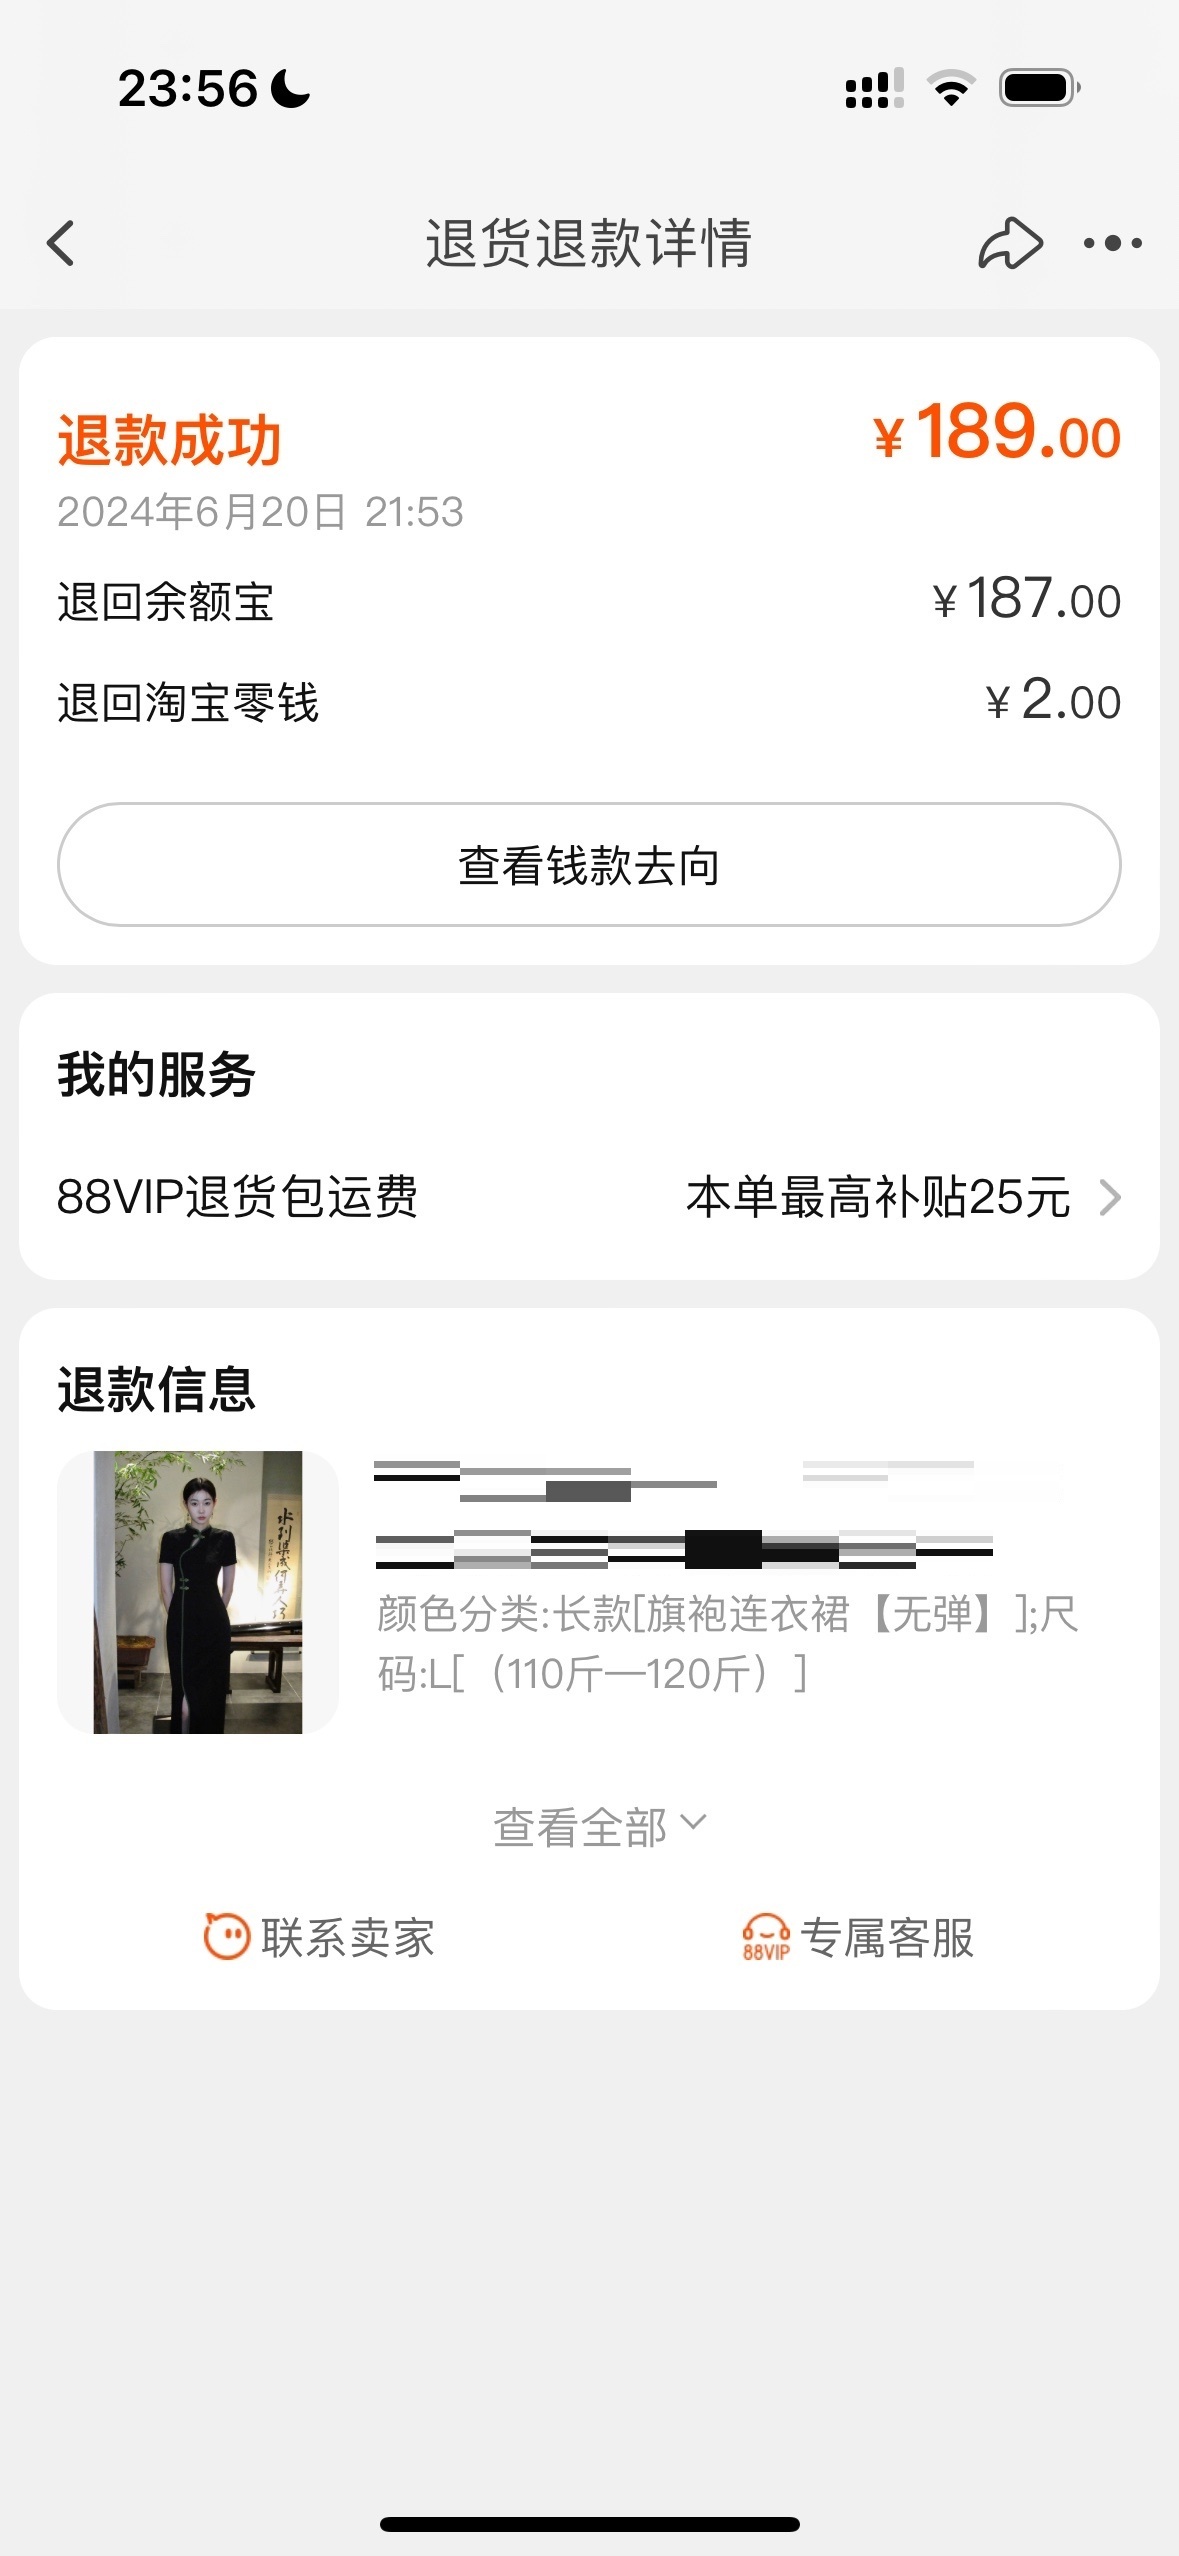 23:56
退货退款详情
退款成功 ¥189.00
2024年6月20日 21:53
退回余额宝 ¥187.00
退回淘宝零钱 ¥2.00
查看钱款去向
我的服务
88VIP退货包运费 本单最高补贴25元
退款信息
颜色分类:长款[旗袍连衣裙【无弹】];尺
码:L[（110斤—120斤）]
查看全部
联系卖家 88VIP 专属客服